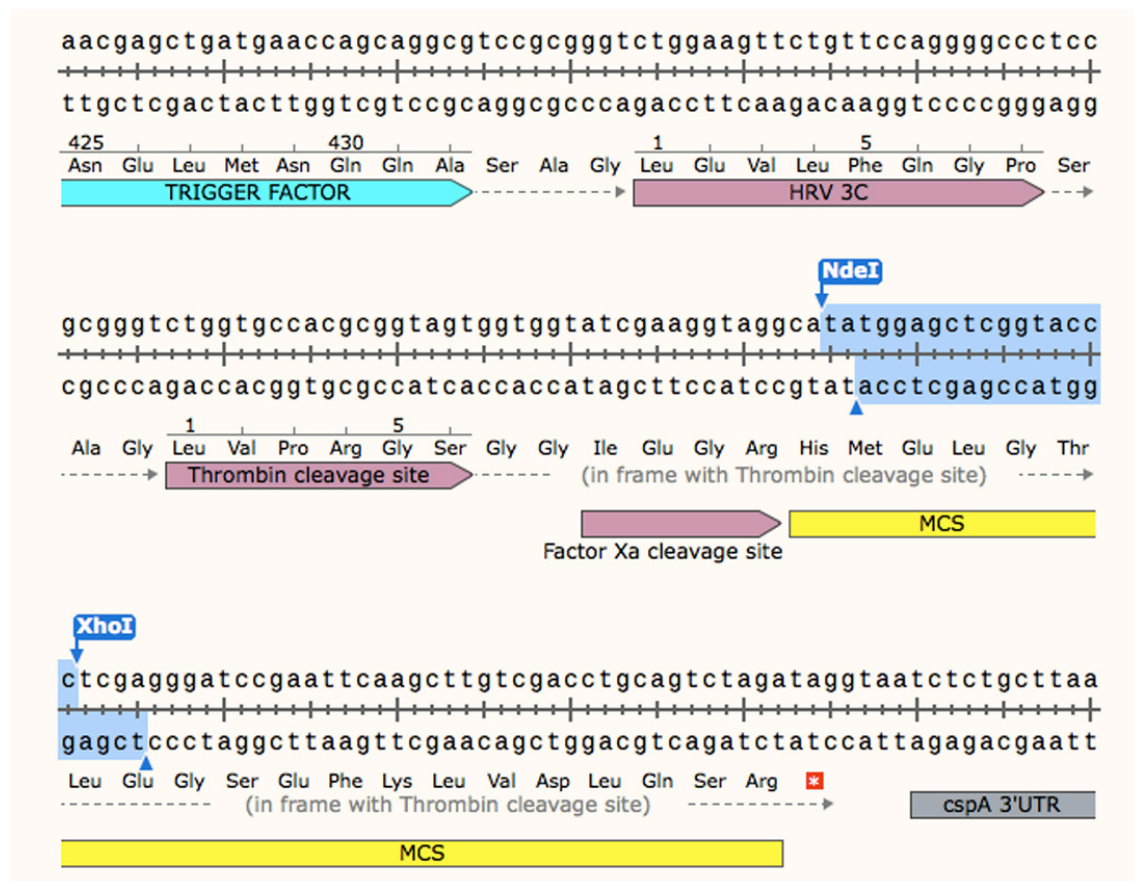 aacgagctgatgaaccagcaggcgtccgcgggtctggaagttctgttccaggggccctcc
ttgctcgactacttggtcgtccgcaggcgcccagaccttcaagacaaggtccccgggagg
425 430 1 5
Asn Glu Leu Met Asn Gln Gln Ala Ser Ala Gly Leu Glu Val Leu Phe Gln Gly Pro Ser
TRIGGER FACTOR HRV 3C
NdeI
gcgggtctggtgccacgcggtagtggtggtatcgaaggtaggcatatggagctcggtacc
cgcccagaccacggtgcgccatcaccaccatagcttccatccgtatacctcgagccatgg
1 5
Ala Gly Leu Val Pro Arg Gly Ser Gly Gly Ile Glu Gly Arg His Met Glu Leu Gly Thr
Thrombin cleavage site (in frame with Thrombin cleavage site)
MCS
Factor Xa cleavage site
XhoI
ctcgagggatccgaattcaagcttgtcgacctgcagtctagataggtaatctctgcttaa
gagctccctaggcttaagttcgaacagctggacgtcagatctatccattagagacgaatt
Leu Glu Gly Ser Glu Phe Lys Leu Val Asp Leu Gln Ser Arg *
(in frame with Thrombin cleavage site) cspA 3'UTR
MCS